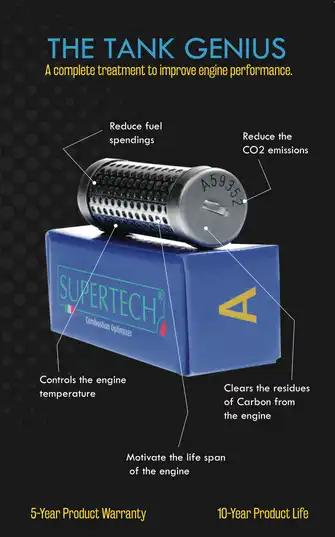 THE TANK GENIUS
A complete treatment to improve engine performance.
Reduce fuel
spendings
Reduce the
CO2 emissions
A59352
SUPERTECH®
Combustion Optimizer
A
Controls the engine
temperature
Clears the residues
of Carbon from
the engine
Motivate the life span
of the engine
5-Year Product Warranty
10-Year Product Life